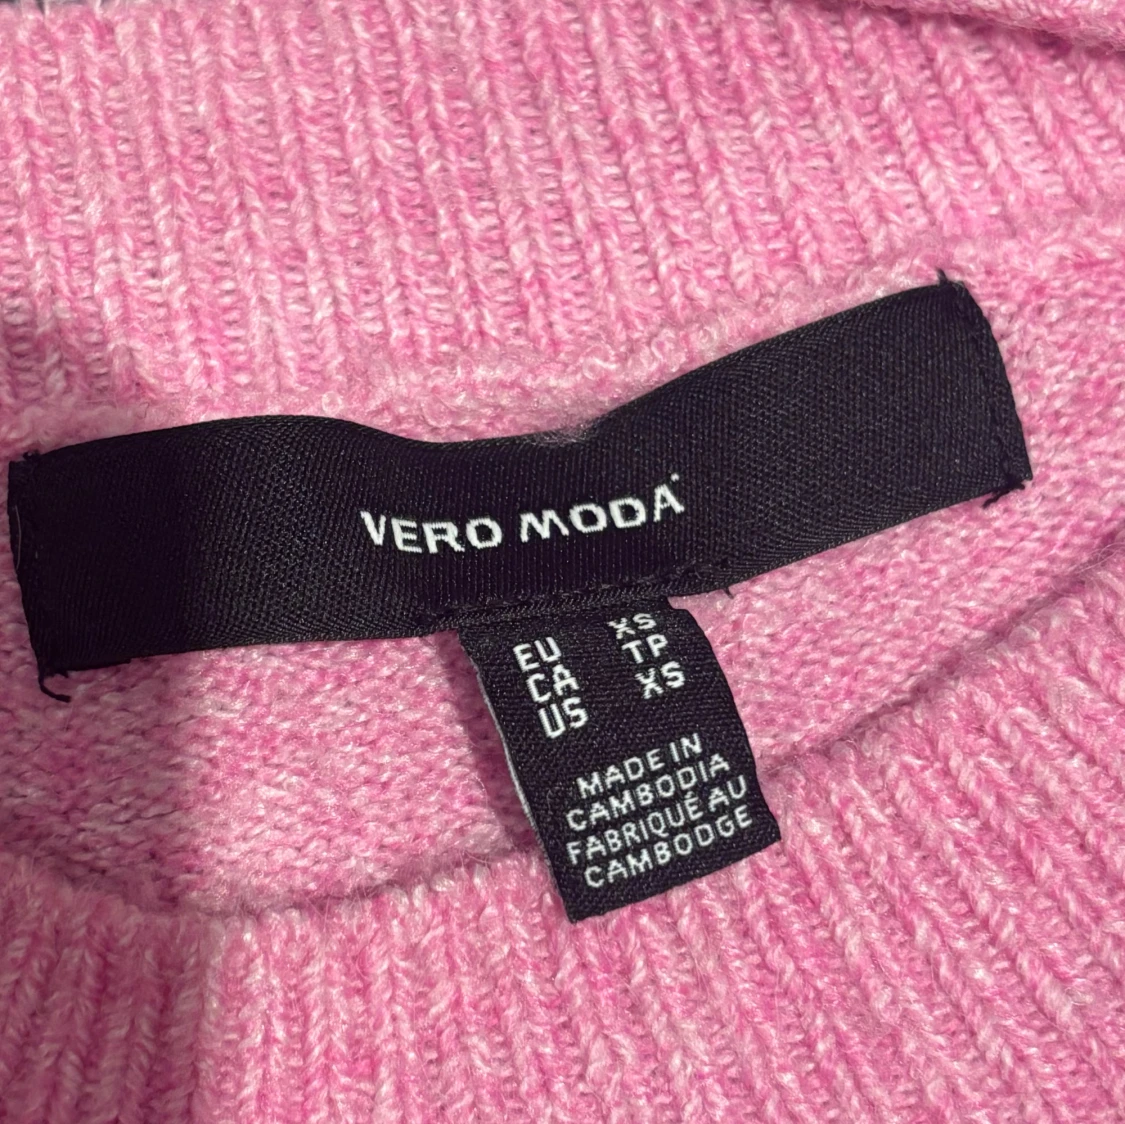 VERO MODA
EU XS
CA TP
US XS
MADE IN
CAMBODIA
FABRIQUÉ AU
CAMBODGE